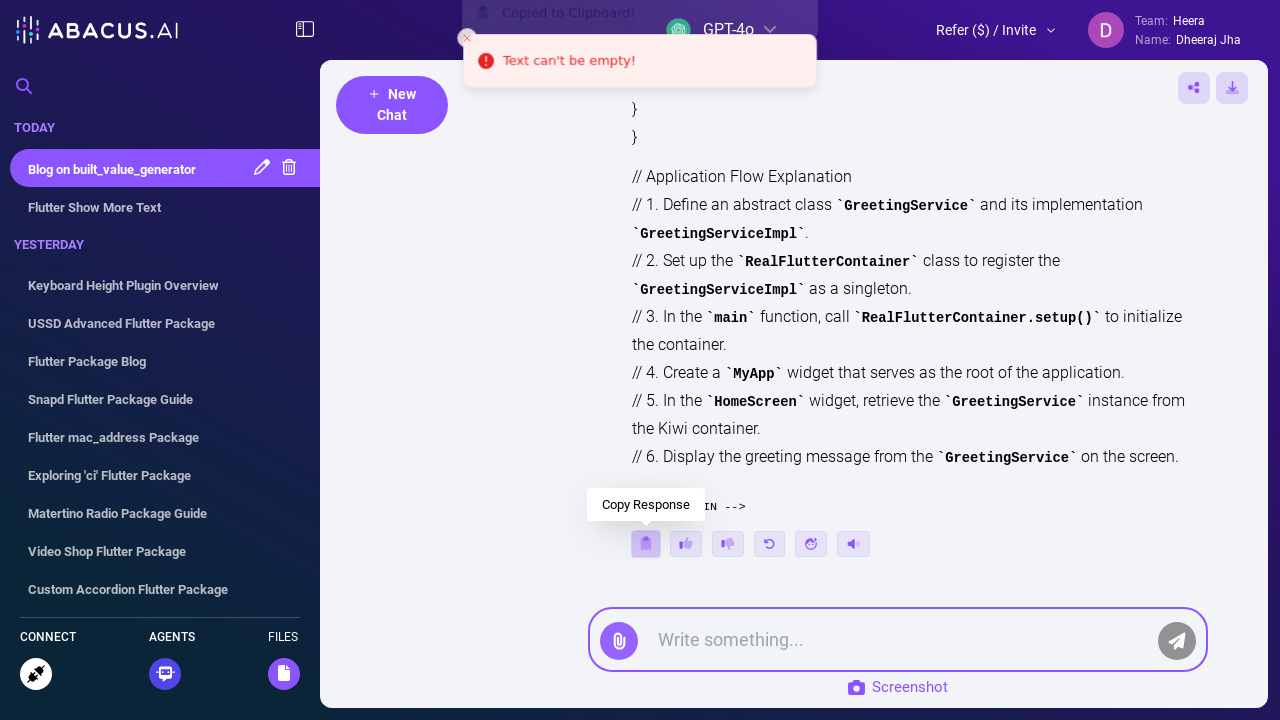 ABACUS.AI
Copied to Clipboard!
GPT-4o
Text can't be empty!
Refer ($) / Invite
D
Team: Heera
Name: Dheeraj Jha
+ New
Chat
TODAY
Blog on built_value_generator
Flutter Show More Text
YESTERDAY
Keyboard Height Plugin Overview
USSD Advanced Flutter Package
Flutter Package Blog
Snapd Flutter Package Guide
Flutter mac_address Package
Exploring 'ci' Flutter Package
Matertino Radio Package Guide
Video Shop Flutter Package
Custom Accordion Flutter Package
CONNECT
AGENTS
FILES
}
}
// Application Flow Explanation
// 1. Define an abstract class `GreetingService` and its implementation
`GreetingServiceImpl`.
// 2. Set up the `RealFlutterContainer` class to register the
`GreetingServiceImpl` as a singleton.
// 3. In the `main` function, call `RealFlutterContainer.setup()` to initialize
the container.
// 4. Create a `MyApp` widget that serves as the root of the application.
// 5. In the `HomeScreen` widget, retrieve the `GreetingService` instance from
the Kiwi container.
// 6. Display the greeting message from the `GreetingService` on the screen.
Copy Response
IN -->
Write something...
Screenshot